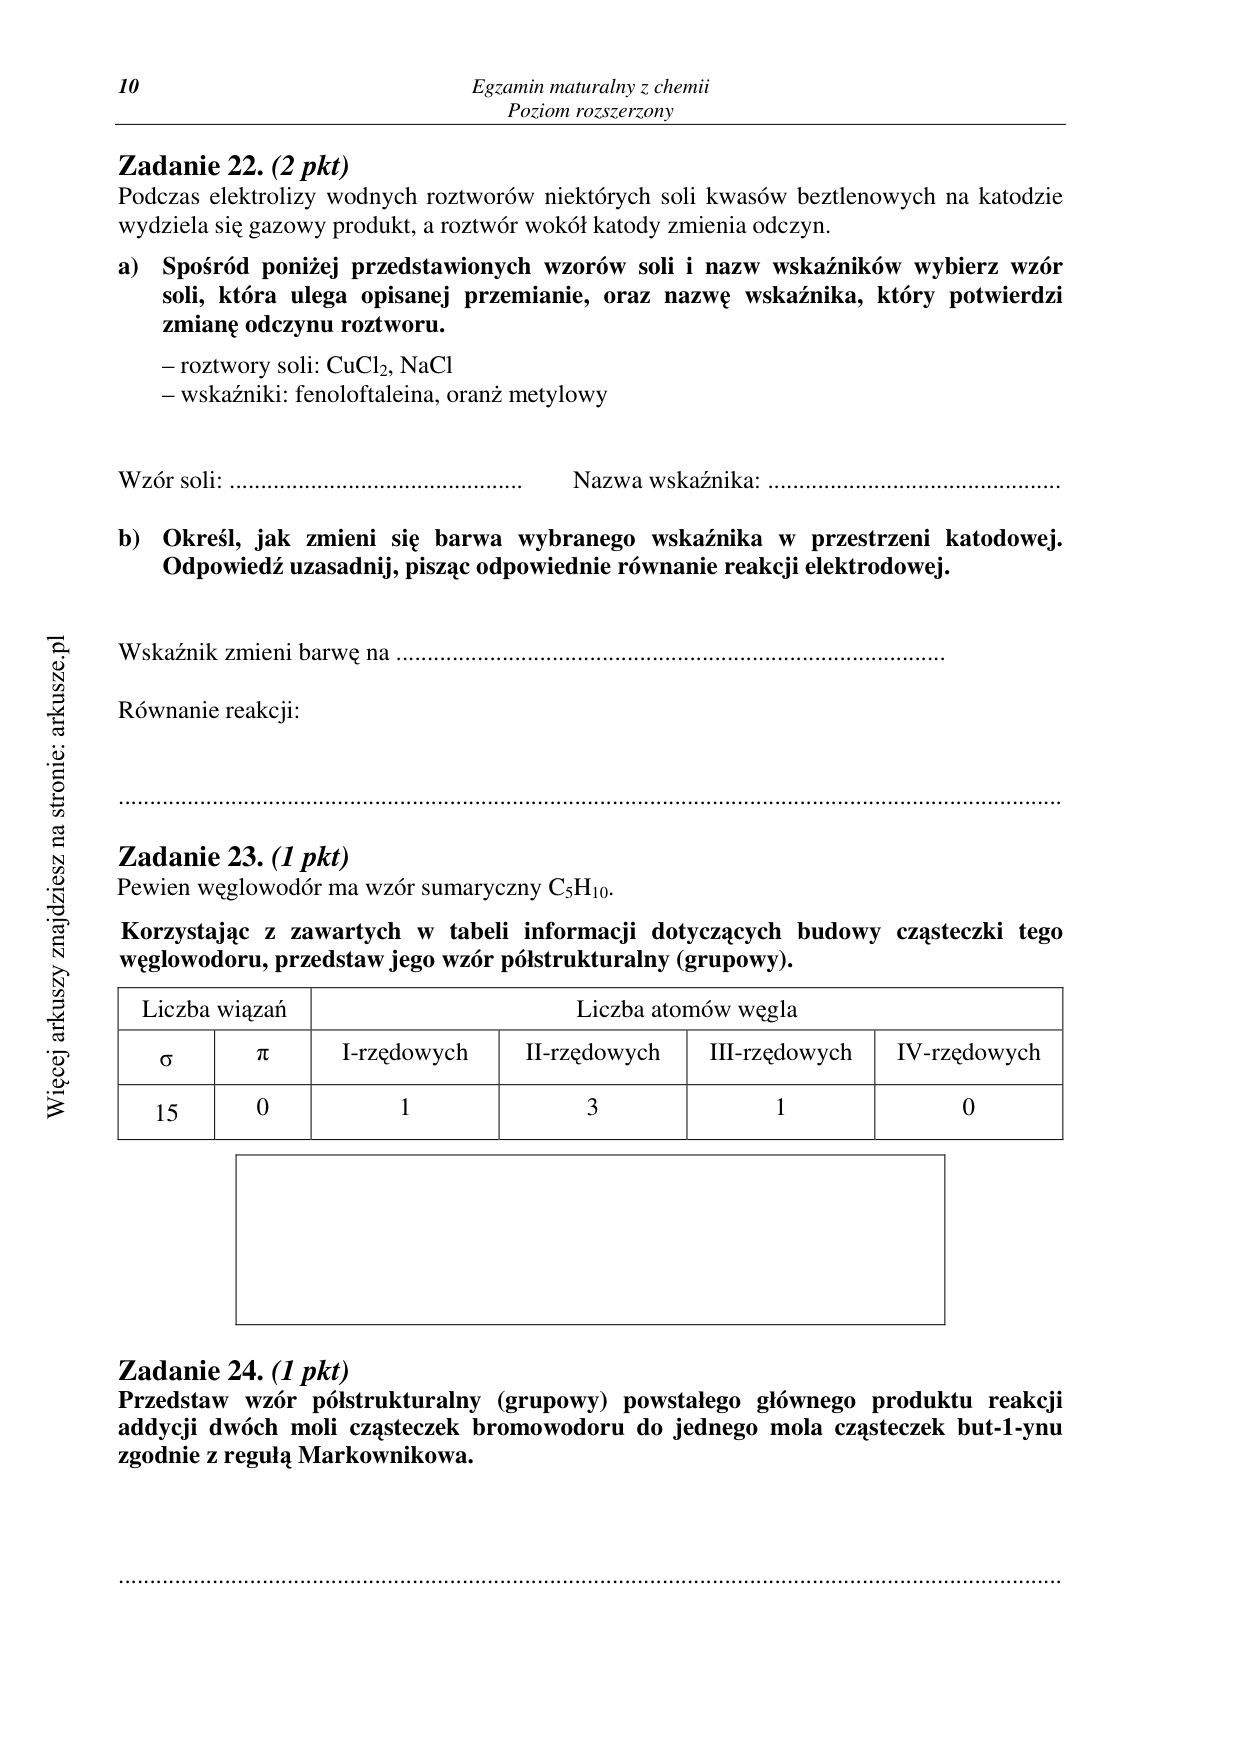 10
Egzamin maturalny z chemii
Poziom rozszerzony
Zadanie 22. (2 pkt)
Podczas elektrolizy wodnych roztworów niektórych soli kwasów beztlenowych na katodzie
wydziela się gazowy produkt, a roztwór wokół katody zmienia odczyn.
a) Spośród poniżej przedstawionych wzorów soli i nazw wskaźników wybierz wzór
soli, która ulega opisanej przemianie, oraz nazwę wskaźnika, który potwierdzi
zmianę odczynu roztworu.
– roztwory soli: CuCl₂, NaCl
– wskaźniki: fenoloftaleina, oranż metylowy
Wzór soli: ............................................... Nazwa wskaźnika: ...............................................
b) Określ, jak zmieni się barwa wybranego wskaźnika w przestrzeni katodowej.
Odpowiedź uzasadnij, pisząc odpowiednie równanie reakcji elektrodowej.
Wskaźnik zmieni barwę na ........................................................................................
Równanie reakcji:
.......................................................................................................................................................
Zadanie 23. (1 pkt)
Pewien węglowodór ma wzór sumaryczny C₅H₁₀.
Korzystając z zawartych w tabeli informacji dotyczących budowy cząsteczki tego
węglowodoru, przedstaw jego wzór półstrukturalny (grupowy).
Liczba wiązań Liczba atomów węgla
σ π I-rzędowych II-rzędowych III-rzędowych IV-rzędowych
15 0 1 3 1 0
Zadanie 24. (1 pkt)
Przedstaw wzór półstrukturalny (grupowy) powstałego głównego produktu reakcji
addycji dwóch moli cząsteczek bromowodoru do jednego mola cząsteczek but-1-ynu
zgodnie z regułą Markownikowa.
.......................................................................................................................................................
Więcej arkuszy znajdziesz na stronie: arkusze.pl